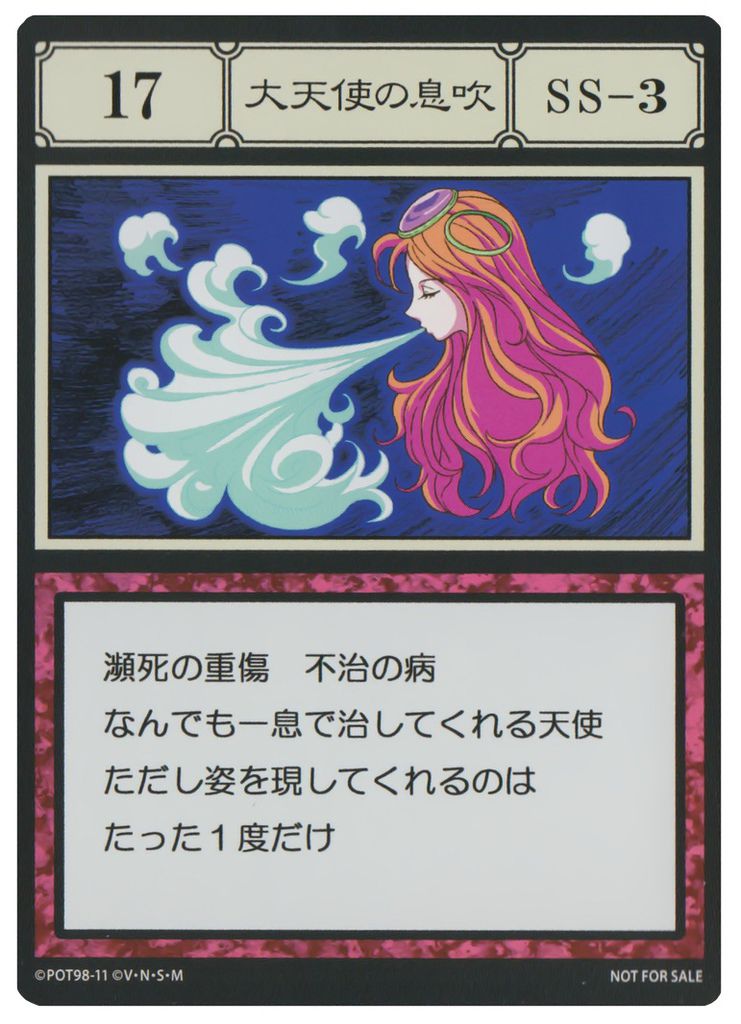 17
大天使の息吹
SS-3
瀕死の重傷　不治の病
なんでも一息で治してくれる天使
ただし姿を現してくれるのは
たった１度だけ
©POT98-11 ©V・N・S・M
NOT FOR SALE